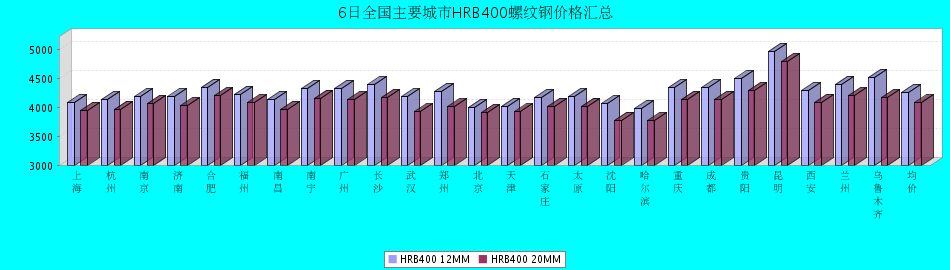 6日全国主要城市HRB400螺纹钢价格汇总
5000
4500
4000
3500
3000
上海
杭州
南京
济南
合肥
福州
南昌
南宁
广州
长沙
武汉
郑州
北京
天津
石家庄
太原
沈阳
哈尔滨
重庆
成都
贵阳
昆明
西安
兰州
乌鲁木齐
均价
HRB400 12MM
HRB400 20MM